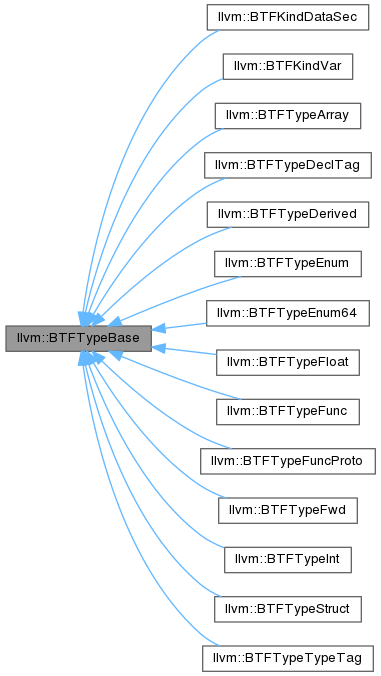 llvm::BTFKindDataSec
llvm::BTFKindVar
llvm::BTFTypeArray
llvm::BTFTypeDeclTag
llvm::BTFTypeDerived
llvm::BTFTypeEnum
llvm::BTFTypeEnum64
llvm::BTFTypeBase
llvm::BTFTypeFloat
llvm::BTFTypeFunc
llvm::BTFTypeFuncProto
llvm::BTFTypeFwd
llvm::BTFTypeInt
llvm::BTFTypeStruct
llvm::BTFTypeTypeTag